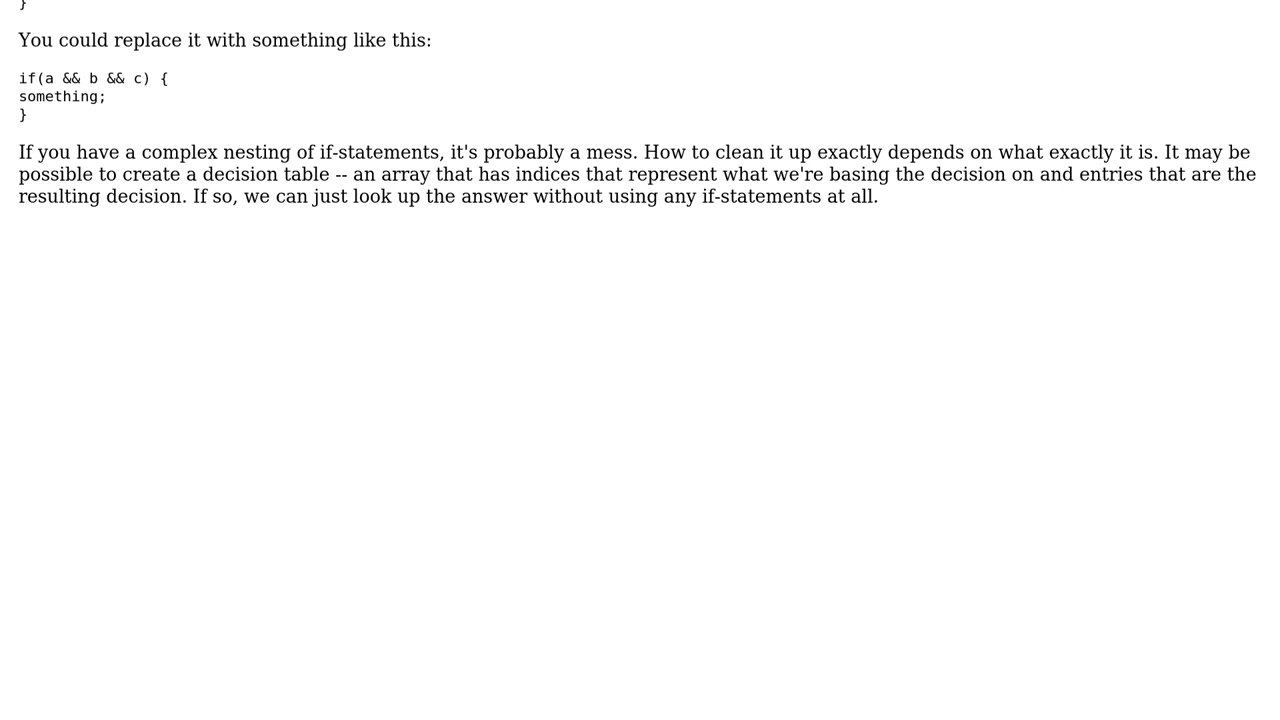 }
You could replace it with something like this:
if(a && b && c) {
something;
}
If you have a complex nesting of if-statements, it's probably a mess. How to clean it up exactly depends on what exactly it is. It may be
possible to create a decision table -- an array that has indices that represent what we're basing the decision on and entries that are the
resulting decision. If so, we can just look up the answer without using any if-statements at all.